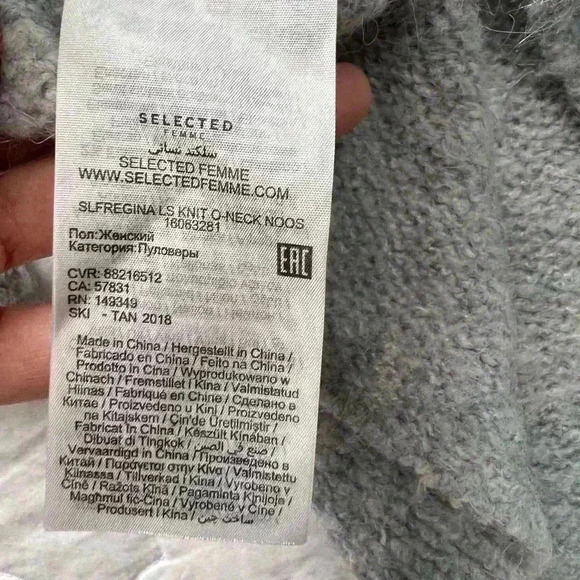 SELECTED
FEMME
سلكتد نسائي
SELECTED FEMME
WWW.SELECTEDFEMME.COM
SLFREGINA LS KNIT O-NECK NOOS
16063281
Пол:Женский
Категория:Пуловеры
EAC
CVR: 88216512
CA: 57831
RN: 149349
SKI - TAN 2018
Made in China / Hergestellt in China /
Fabricado en China / Feito na China /
Prodotto in Cina / Wyprodukowano w
Chinach / Fremstillet i Kina / Valmistatud
Hiinas / Fabriqué en Chine / Сделано в
Китае / Proizvedeno u Kini / Proizvedeno
na Kitajskem / Çin'de Üretilmiştir /
Fabricat în China / Készült Kínában /
Dibuat di Tiongkok / صنع في الصين /
Vervaardigd in China / Произведено в
Китай / Παράγεται στην Κίνα / Valmistettu
Kiinassa / Tillverkad i Kina / Vyrobeno v
Číně / Ražots Ķīnā / Pagaminta Kinijoje /
Magħmul fiċ-Ċina / Vyrobené v Číne /
Produsert i Kina / ساخت چین